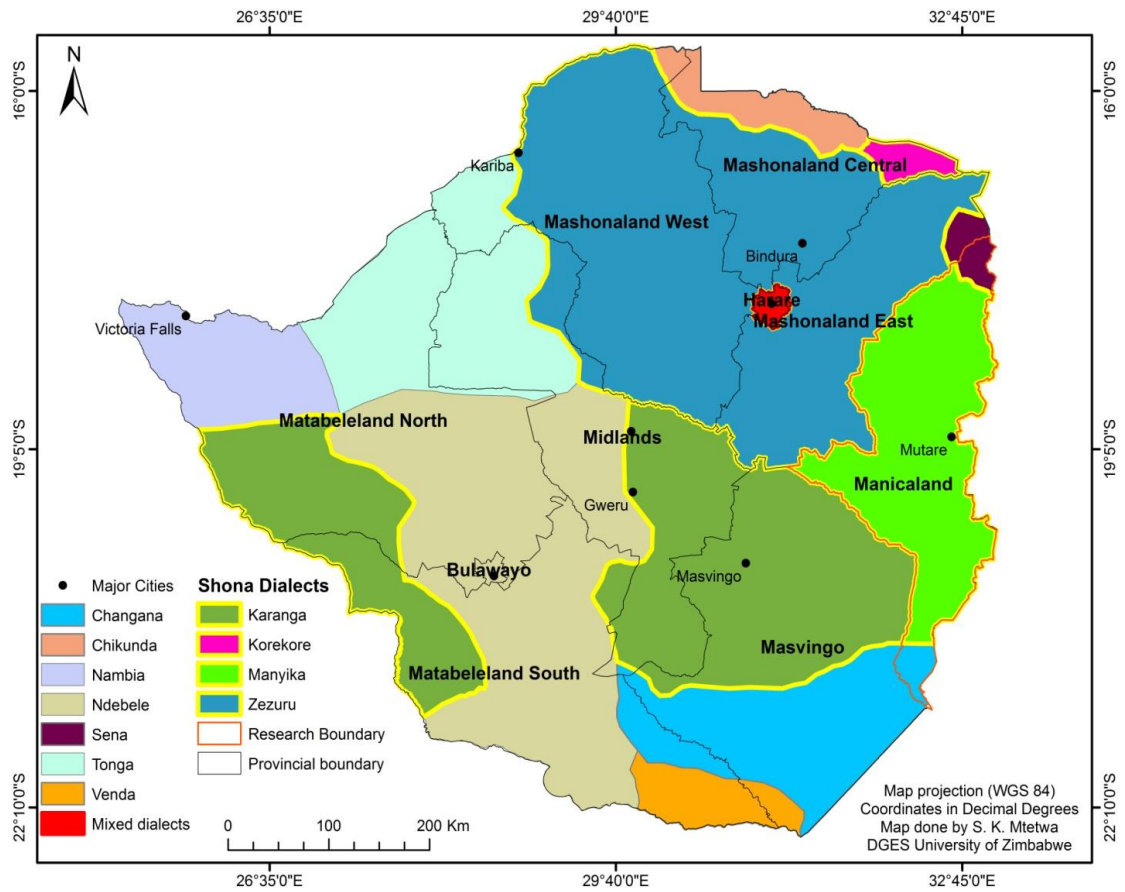 26°35'0"E
29°40'0"E
32°45'0"E
N
16°0'0"S
16°0'0"S
Kariba
Mashonaland Central
Mashonaland West
Bindura
Harare
Victoria Falls
Mashonaland East
Matabeleland North
Midlands
19°5'0"S
19°5'0"S
Mutare
Manicaland
Gweru
Bulawayo
Masvingo
Masvingo
Matabeleland South
Major Cities
Changana
Chikunda
Nambia
Ndebele
Sena
Tonga
Venda
Mixed dialects
Shona Dialects
Karanga
Korekore
Manyika
Zezuru
Research Boundary
Provincial boundary
0 100 200 Km
22°10'0"S
22°10'0"S
Map projection (WGS 84)
Coordinates in Decimal Degrees
Map done by S. K. Mtetwa
DGES University of Zimbabwe
26°35'0"E
29°40'0"E
32°45'0"E